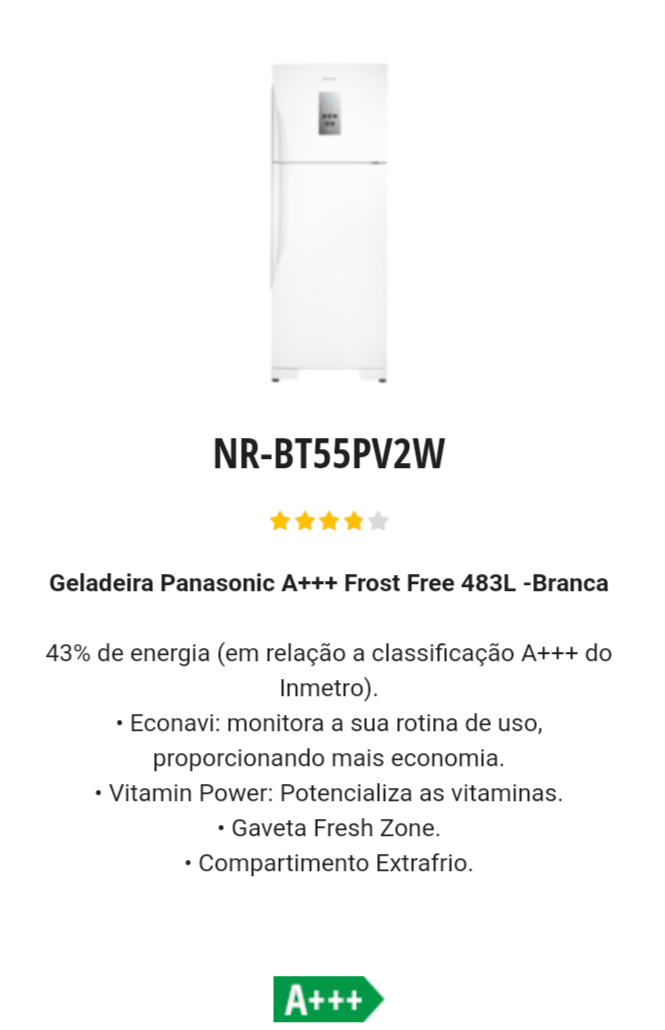 NR-BT55PV2W
Geladeira Panasonic A+++ Frost Free 483L -Branca
43% de energia (em relação a classificação A+++ do
Inmetro).
• Econavi: monitora a sua rotina de uso,
proporcionando mais economia.
• Vitamin Power: Potencializa as vitaminas.
• Gaveta Fresh Zone.
• Compartimento Extrafrio.
A+++